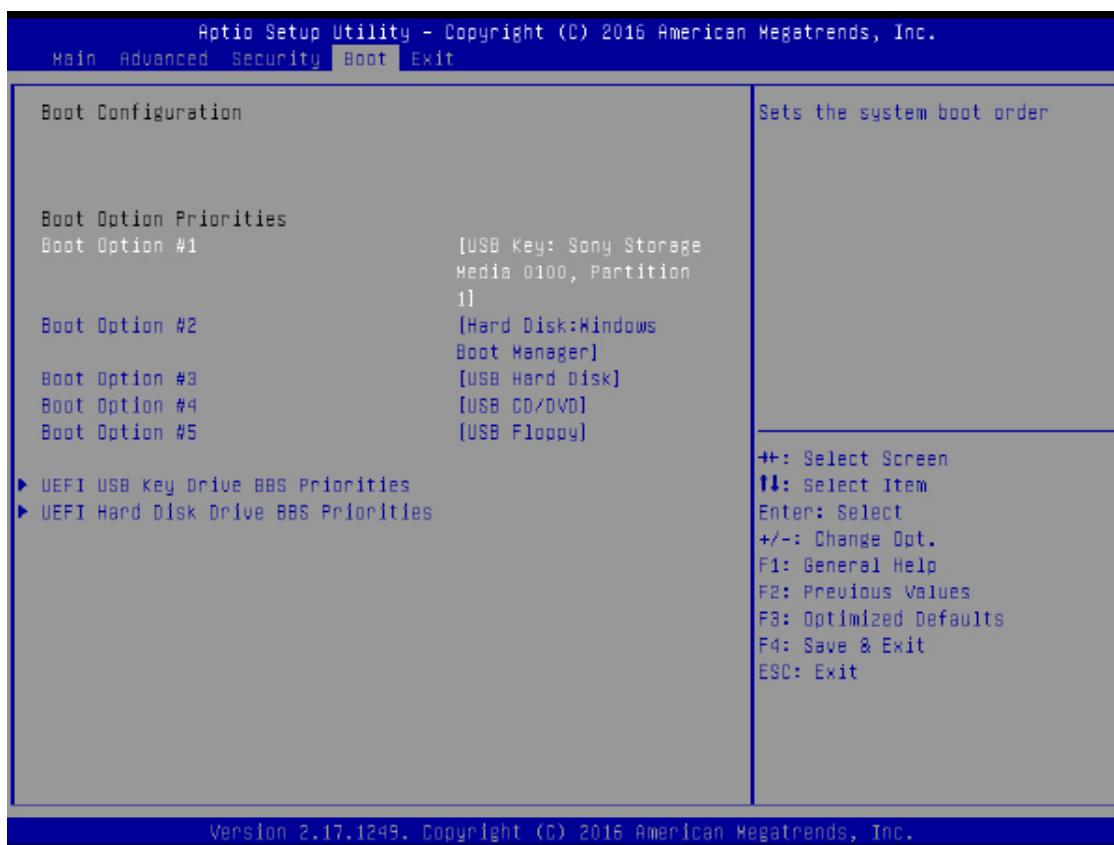 Aptio Setup Utility - Copyright (C) 2016 American Megatrends, Inc.
Main Advanced Security Boot Exit
Boot Configuration
Boot Option Priorities
Boot Option #1 [USB Key: Sony Storage
Media 0100, Partition
1]
Boot Option #2 [Hard Disk:Windows
Boot Manager]
Boot Option #3 [USB Hard Disk]
Boot Option #4 [USB CD/DVD]
Boot Option #5 [USB Floppy]
▶ UEFI USB Key Drive BBS Priorities
▶ UEFI Hard Disk Drive BBS Priorities
Sets the system boot order
→←: Select Screen
↑↓: Select Item
Enter: Select
+/-: Change Opt.
F1: General Help
F2: Previous Values
F3: Optimized Defaults
F4: Save & Exit
ESC: Exit
Version 2.17.1249. Copyright (C) 2016 American Megatrends, Inc.